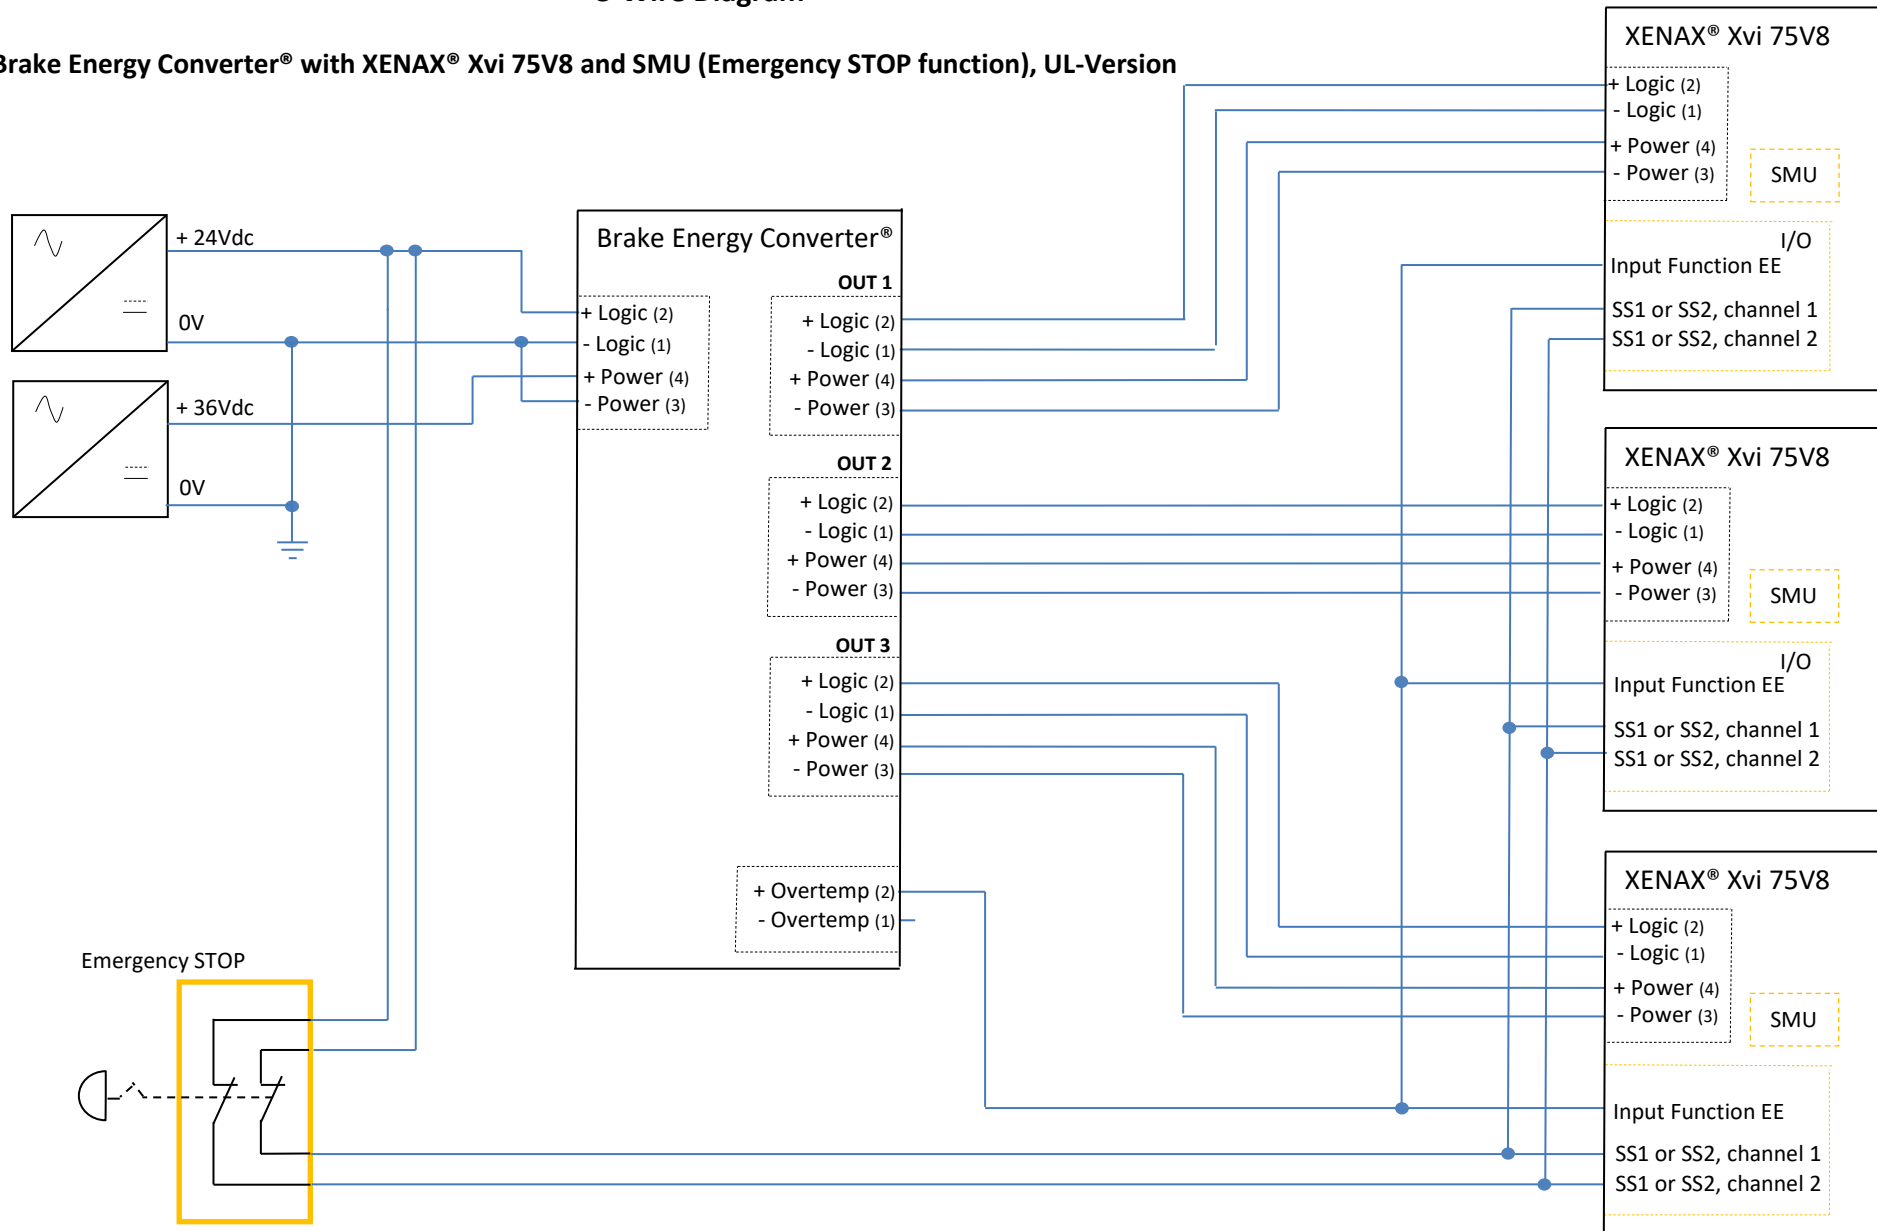 Brake Energy Converter® with XENAX® Xvi 75V8 and SMU (Emergency STOP function), UL-Version
+ 24Vdc
0V
+ 36Vdc
0V
Emergency STOP
Brake Energy Converter®
+ Logic (2)
- Logic (1)
+ Power (4)
- Power (3)
OUT 1
+ Logic (2)
- Logic (1)
+ Power (4)
- Power (3)
OUT 2
+ Logic (2)
- Logic (1)
+ Power (4)
- Power (3)
OUT 3
+ Logic (2)
- Logic (1)
+ Power (4)
- Power (3)
+ Overtemp (2)
- Overtemp (1)
XENAX® Xvi 75V8
+ Logic (2)
- Logic (1)
+ Power (4)
- Power (3)
SMU
I/O
Input Function EE
SS1 or SS2, channel 1
SS1 or SS2, channel 2
XENAX® Xvi 75V8
+ Logic (2)
- Logic (1)
+ Power (4)
- Power (3)
SMU
I/O
Input Function EE
SS1 or SS2, channel 1
SS1 or SS2, channel 2
XENAX® Xvi 75V8
+ Logic (2)
- Logic (1)
+ Power (4)
- Power (3)
SMU
Input Function EE
SS1 or SS2, channel 1
SS1 or SS2, channel 2